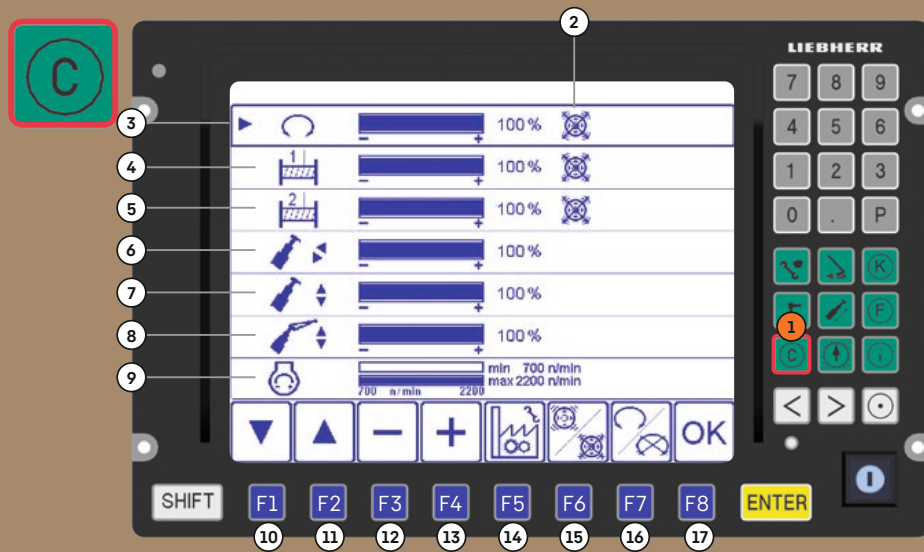 C
2
LIEBHERR
7 8 9
3 100 % 4 5 6
4 1 100 % 1 2 3
5 2 100 % 0 . P
6 100 % K
7 100 % F
8 100 % 1
C i
9 min 700 n/min
max 2200 n/min
700 n/min 2200
< >
− + OK
SHIFT F1 F2 F3 F4 F5 F6 F7 F8 ENTER I
10 11 12 13 14 15 16 17